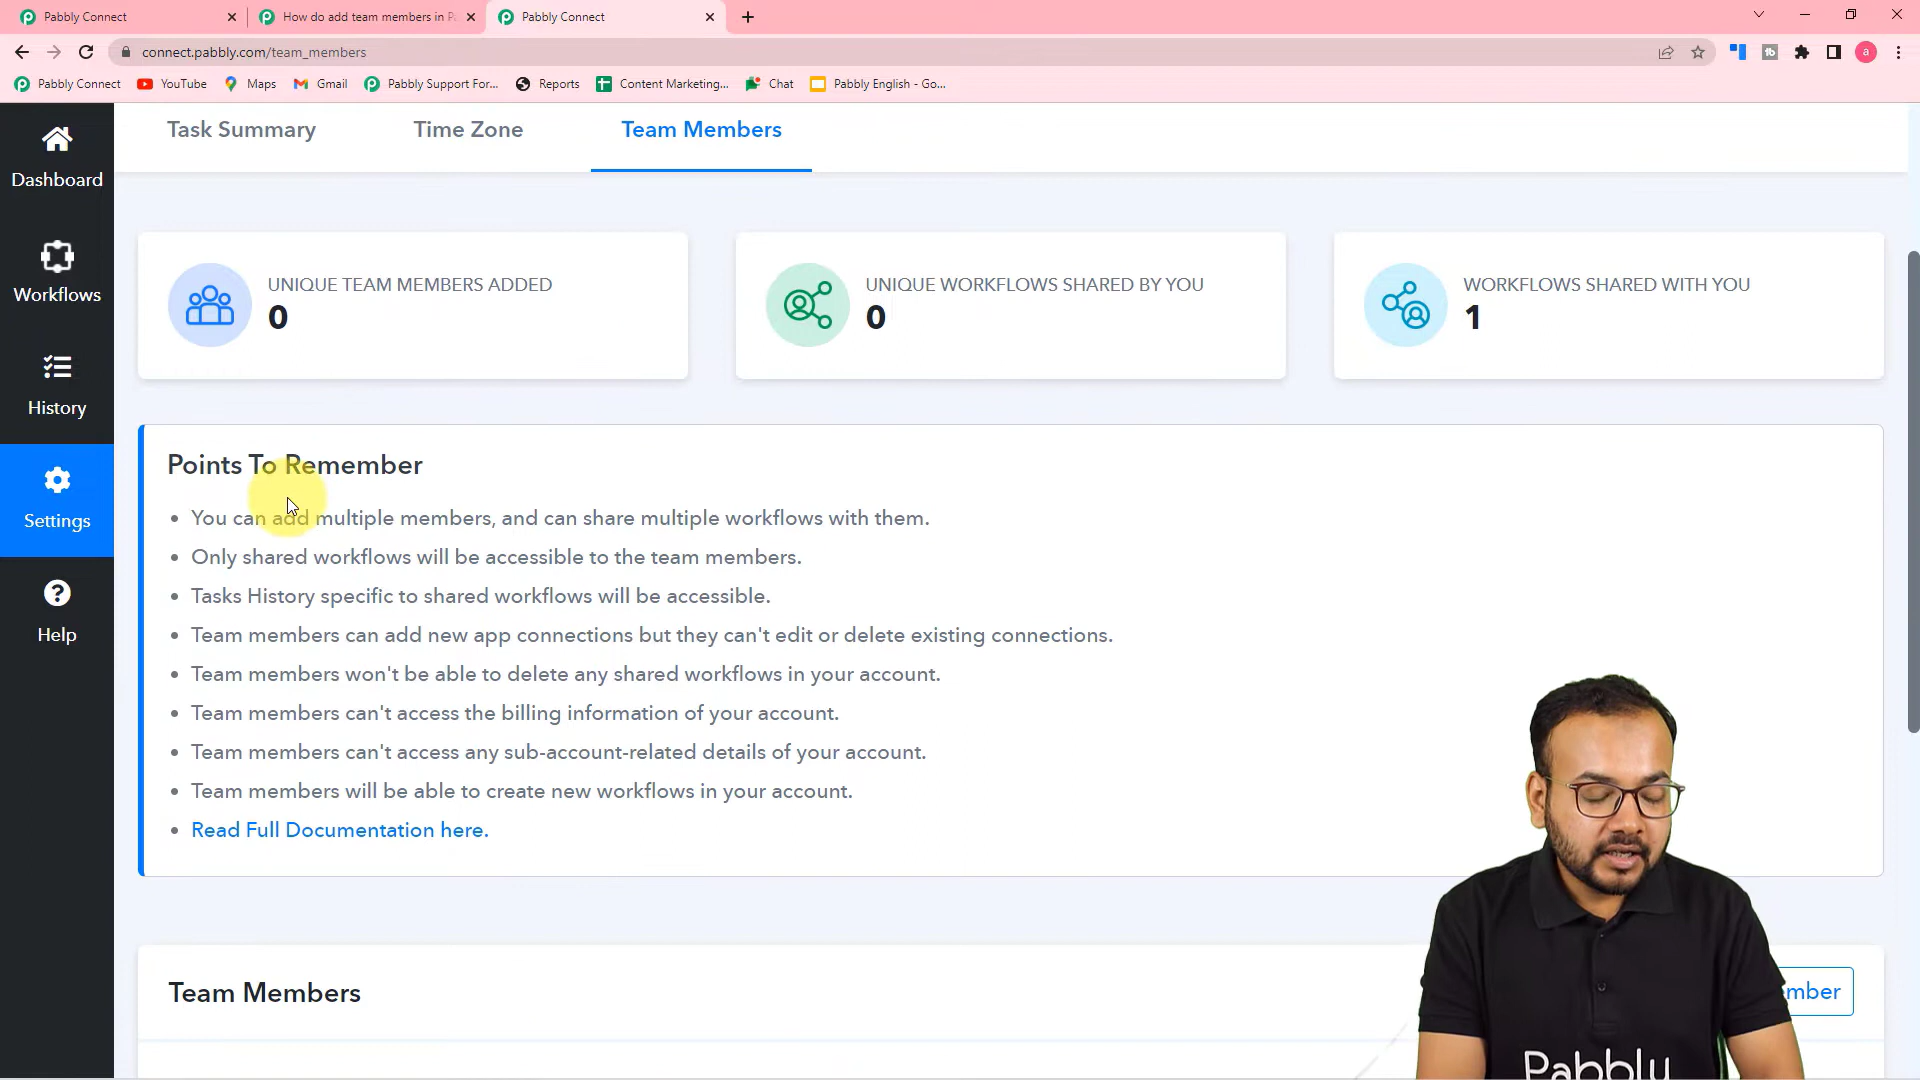 Pabbly Connect
How do add team members in P
Pabbly Connect
connect.pabbly.com/team_members
a
Pabbly Connect
YouTube
Maps
Gmail
Pabbly Support For...
Reports
Content Marketing...
Chat
Pabbly English - Go...
Dashboard
Workflows
History
Settings
Help
Task Summary
Time Zone
Team Members
UNIQUE TEAM MEMBERS ADDED
0
UNIQUE WORKFLOWS SHARED BY YOU
0
WORKFLOWS SHARED WITH YOU
1
Points To Remember
• You can add multiple members, and can share multiple workflows with them.
• Only shared workflows will be accessible to the team members.
• Tasks History specific to shared workflows will be accessible.
• Team members can add new app connections but they can't edit or delete existing connections.
• Team members won't be able to delete any shared workflows in your account.
• Team members can't access the billing information of your account.
• Team members can't access any sub-account-related details of your account.
• Team members will be able to create new workflows in your account.
• Read Full Documentation here.
Team Members
mber
Pabbly